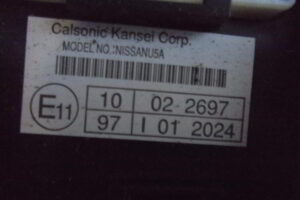 Calsonic Kansei Corp.
MODEL NO.:NISSANU5A
E11
10 02 2697
97 I 01 2024